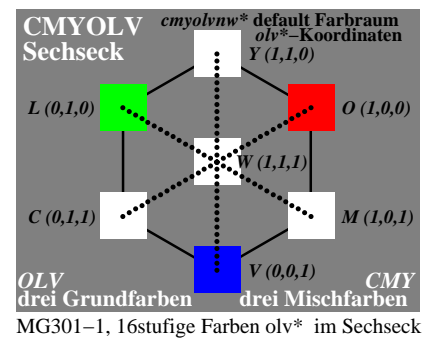 CMYOLV
Sechseck
cmyolvnw* default Farbraum
olv*−Koordinaten
Y (1,1,0)
L (0,1,0)
O (1,0,0)
W (1,1,1)
C (0,1,1)
M (1,0,1)
V (0,0,1)
OLV
drei Grundfarben
CMY
drei Mischfarben
MG301−1, 16stufige Farben olv* im Sechseck